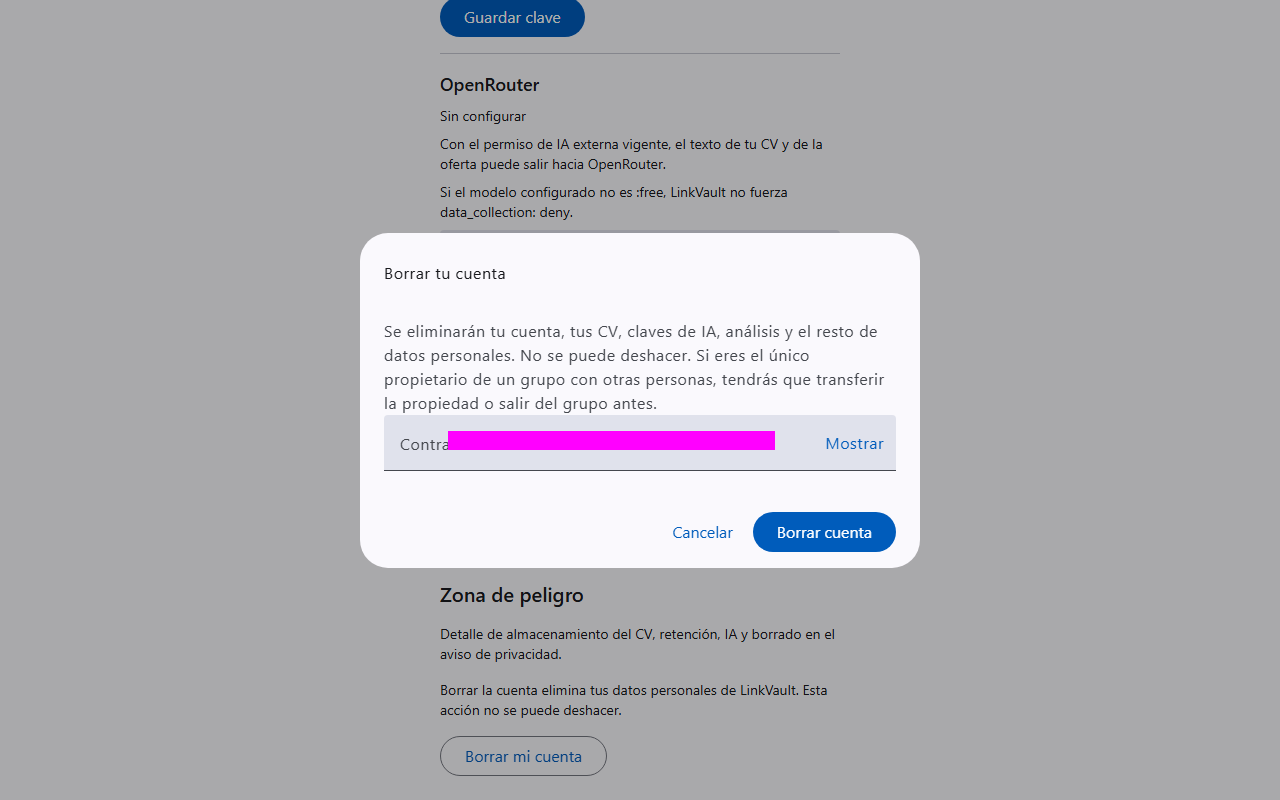 Guardar clave
OpenRouter
Sin configurar
Con el permiso de IA externa vigente, el texto de tu CV y de la
oferta puede salir hacia OpenRouter.
Si el modelo configurado no es :free, LinkVault no fuerza
data_collection: deny.
Borrar tu cuenta
Se eliminarán tu cuenta, tus CV, claves de IA, análisis y el resto de
datos personales. No se puede deshacer. Si eres el único
propietario de un grupo con otras personas, tendrás que transferir
la propiedad o salir del grupo antes.
Mostrar
Cancelar
Borrar cuenta
Zona de peligro
Detalle de almacenamiento del CV, retención, IA y borrado en el
aviso de privacidad.
Borrar la cuenta elimina tus datos personales de LinkVault. Esta
acción no se puede deshacer.
Borrar mi cuenta